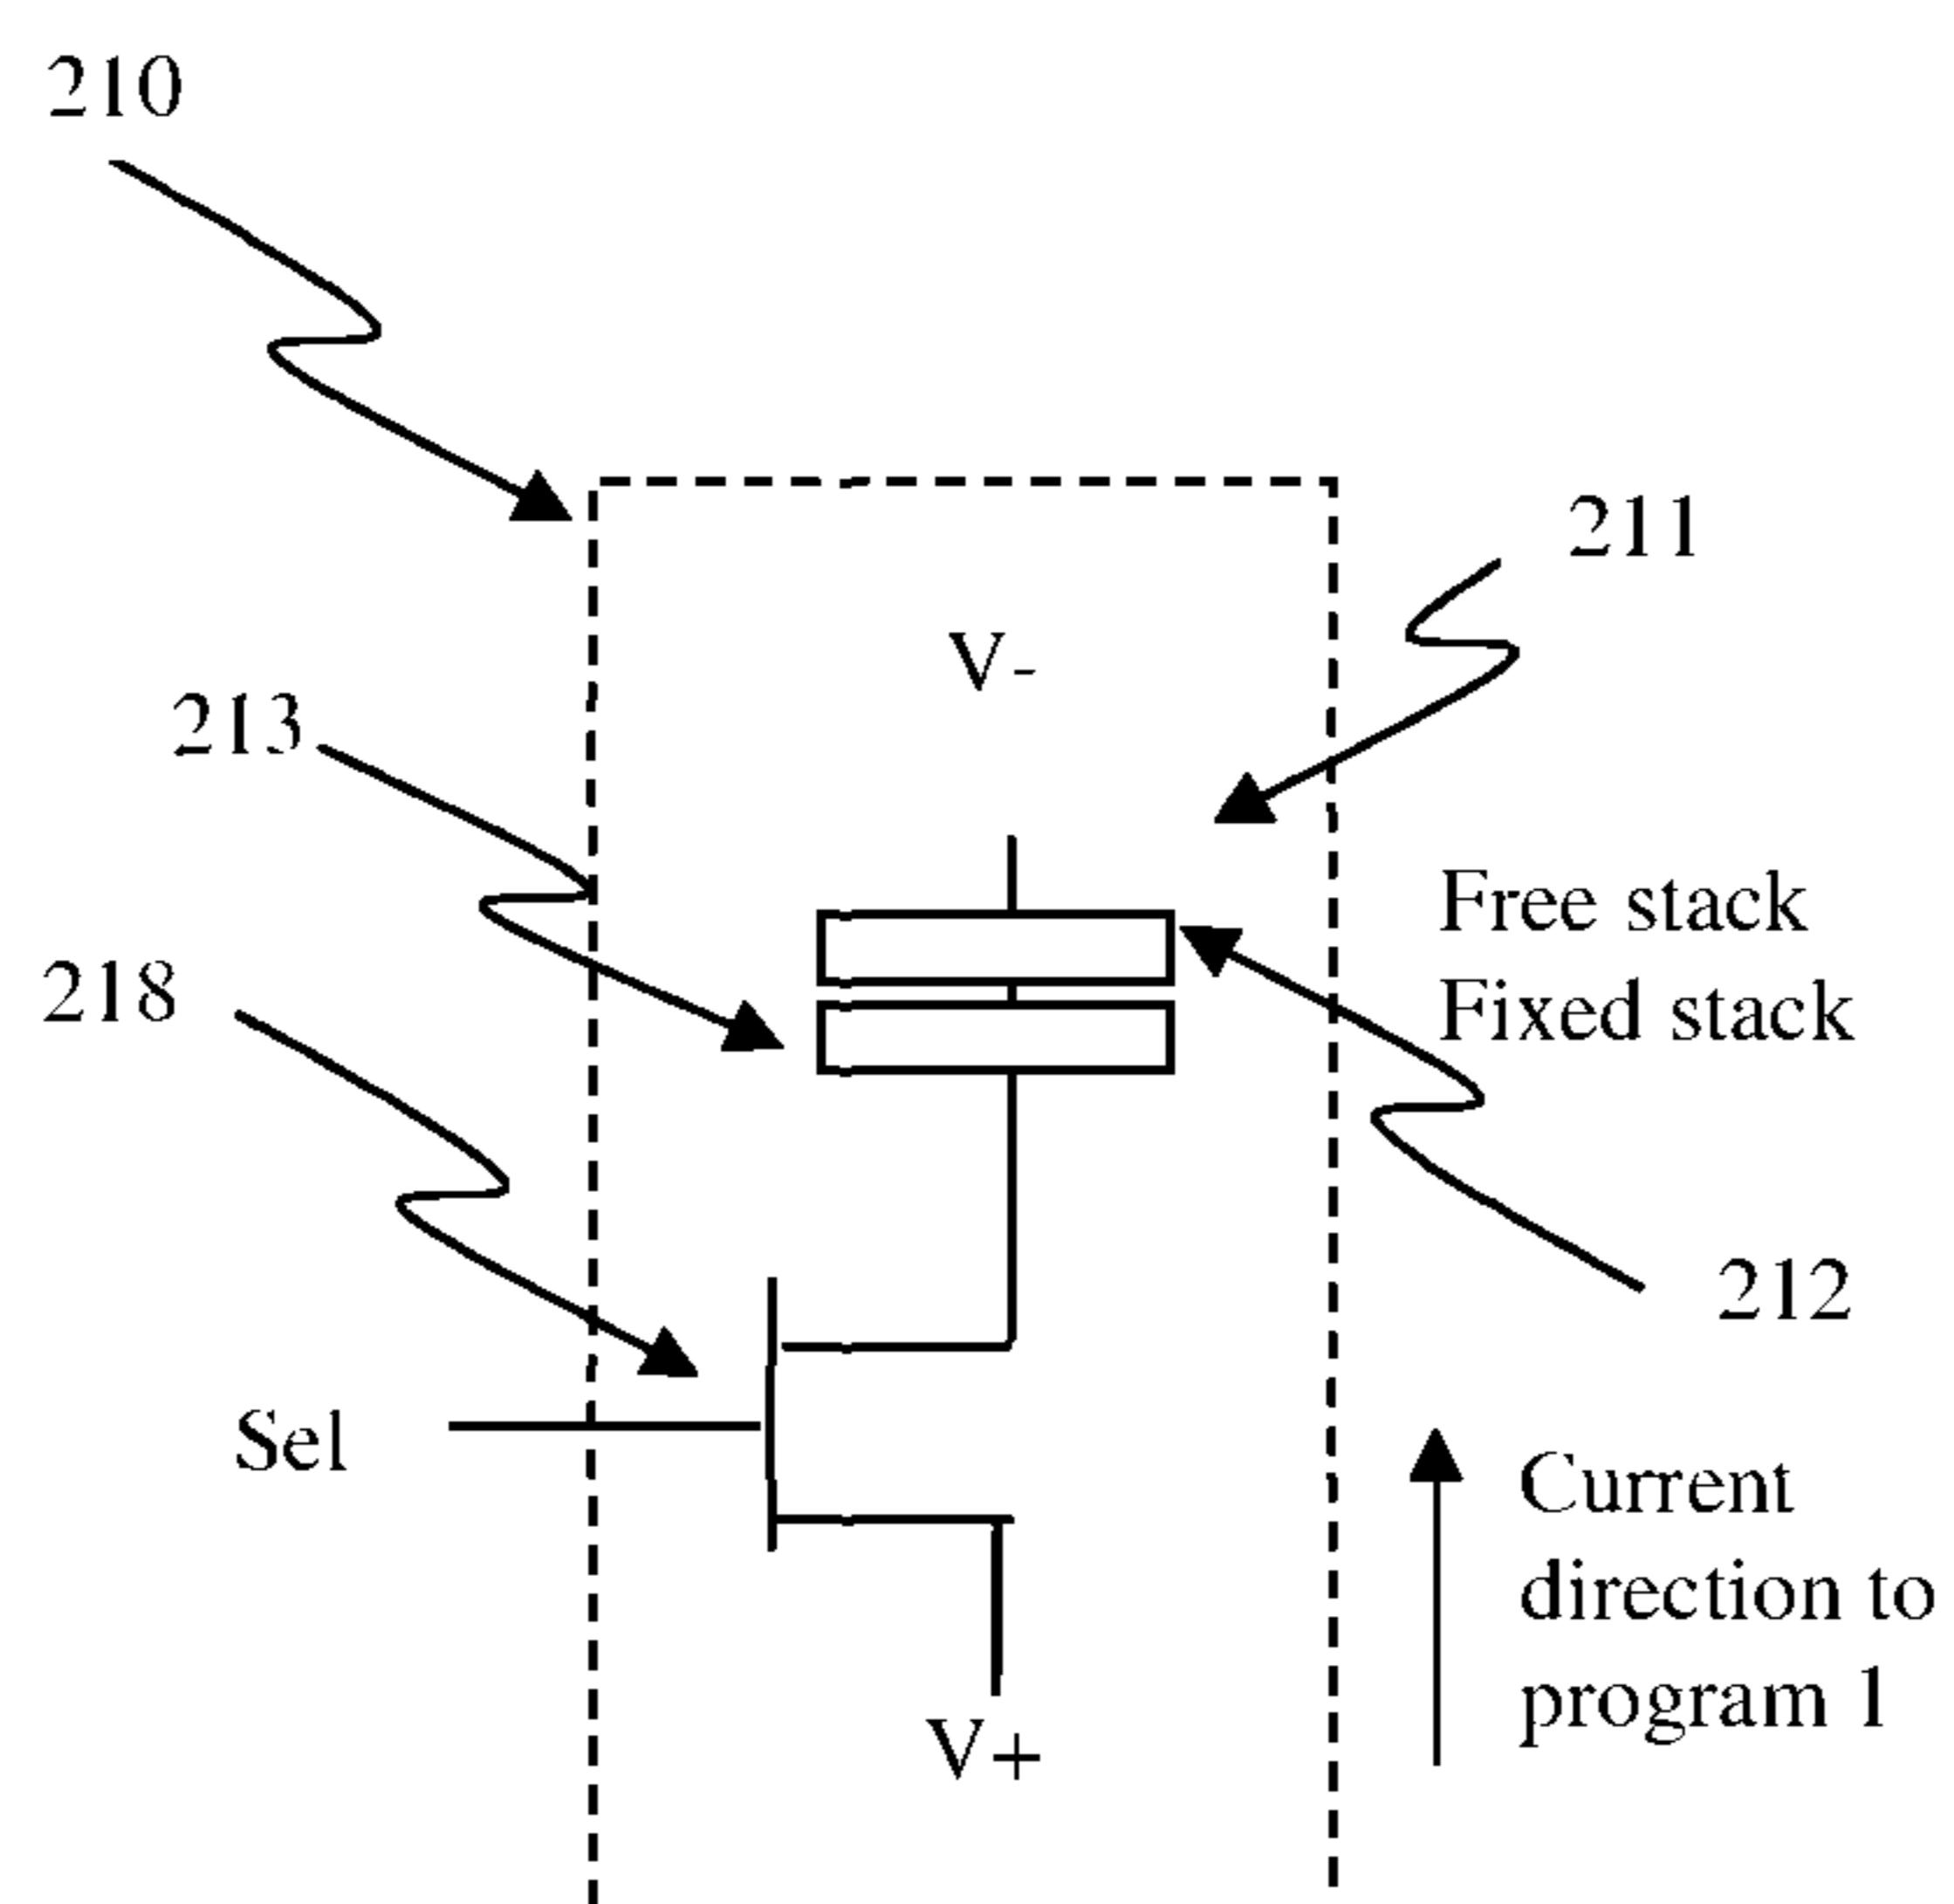 210
211
V-
213
Free stack
218
Fixed stack
212
Sel
Current
direction to
program 1
V+